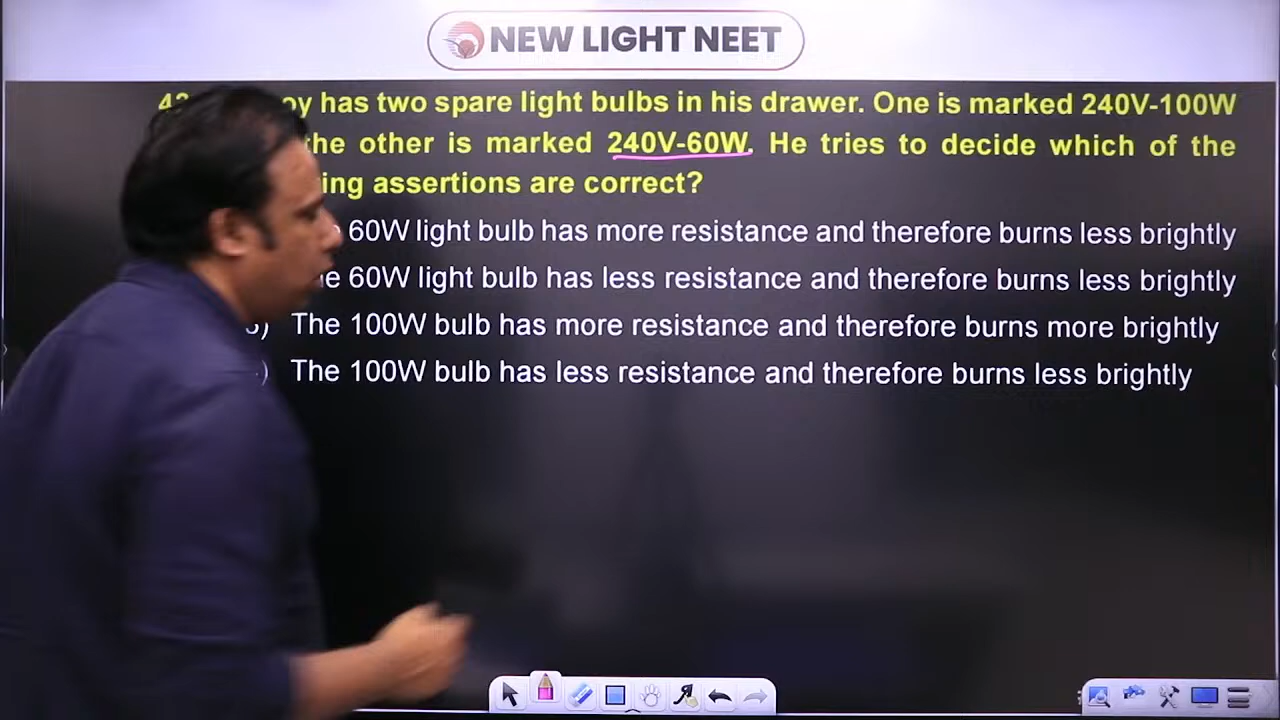 NEW LIGHT NEET
has two spare light bulbs in his drawer. One is marked 240V-100W
the other is marked 240V-60W. He tries to decide which of the
assertions are correct?
60W light bulb has more resistance and therefore burns less brightly
60W light bulb has less resistance and therefore burns less brightly
The 100W bulb has more resistance and therefore burns more brightly
The 100W bulb has less resistance and therefore burns less brightly